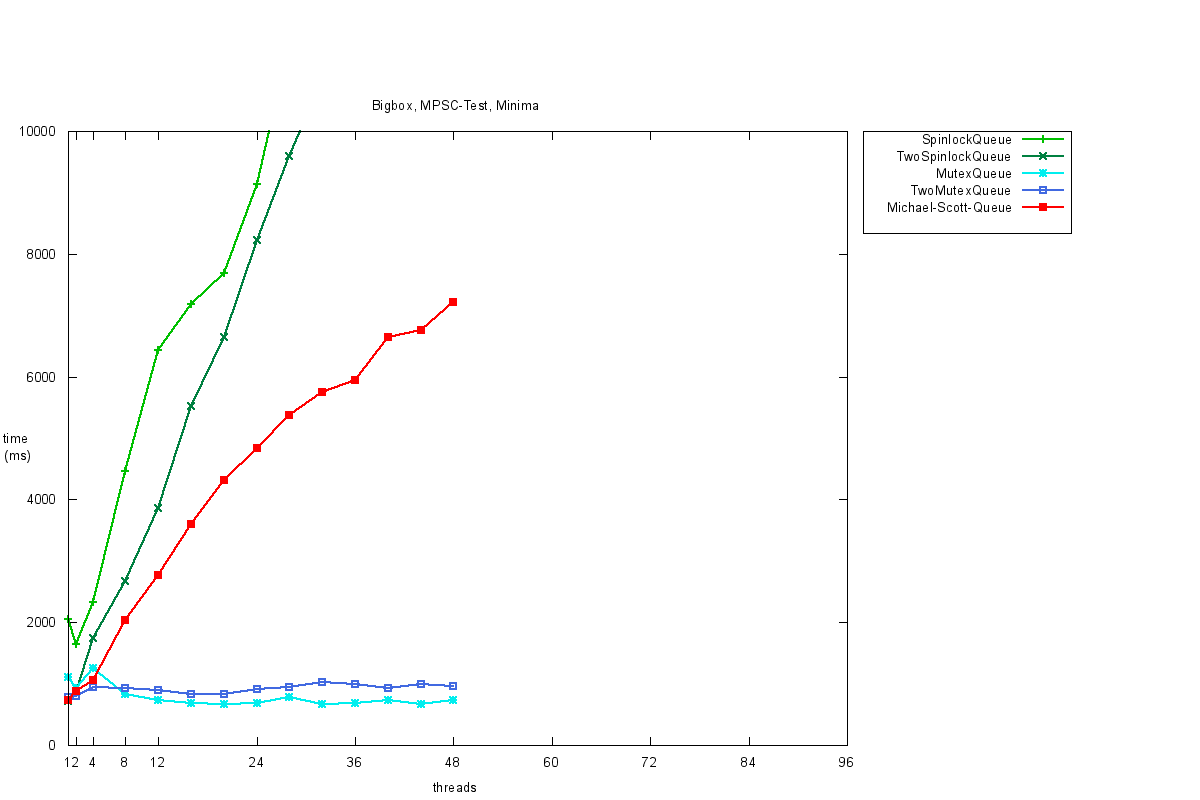 Bigbox, MPSC-Test, Minima
10000
8000
6000
4000
2000
0
time
(ms)
1 2 4 8 12 24 36 48 60 72 84 96
threads
SpinlockQueue
TwoSpinlockQueue
MutexQueue
TwoMutexQueue
Michael-Scott-Queue